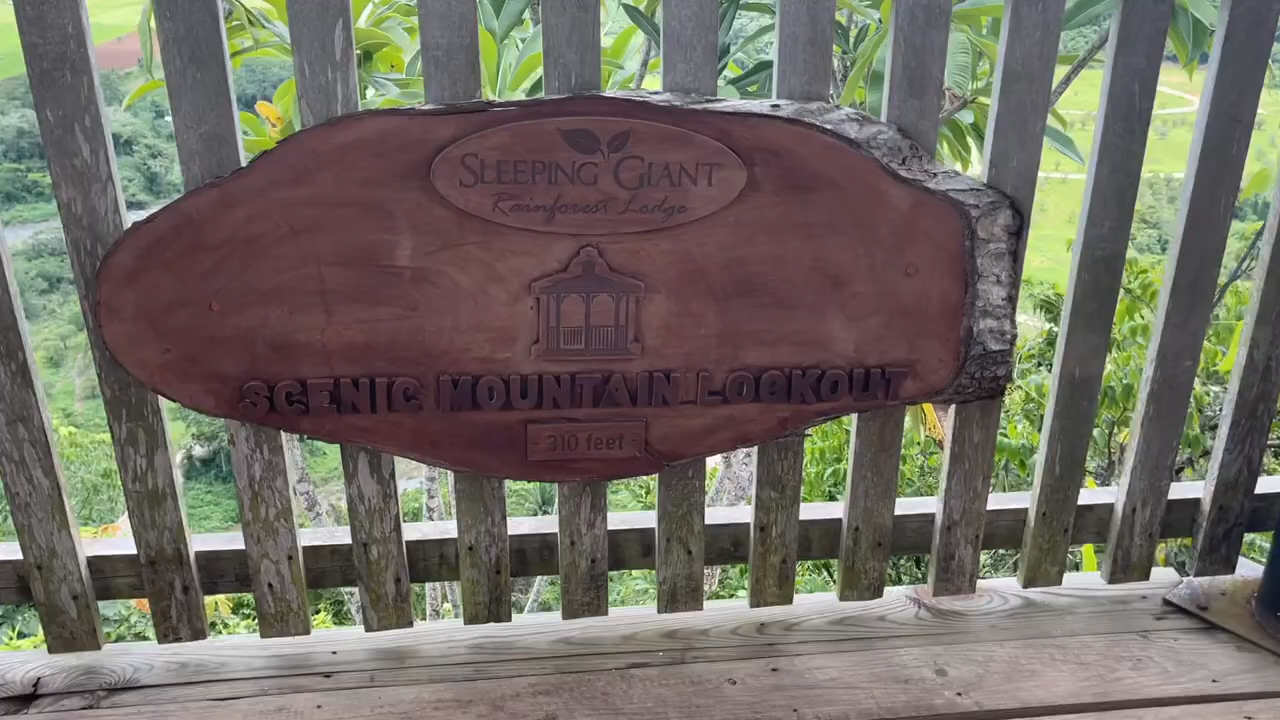 SLEEPING GIANT
Rainforest Lodge
SCENIC MOUNTAIN LOOKOUT
- 310 feet -